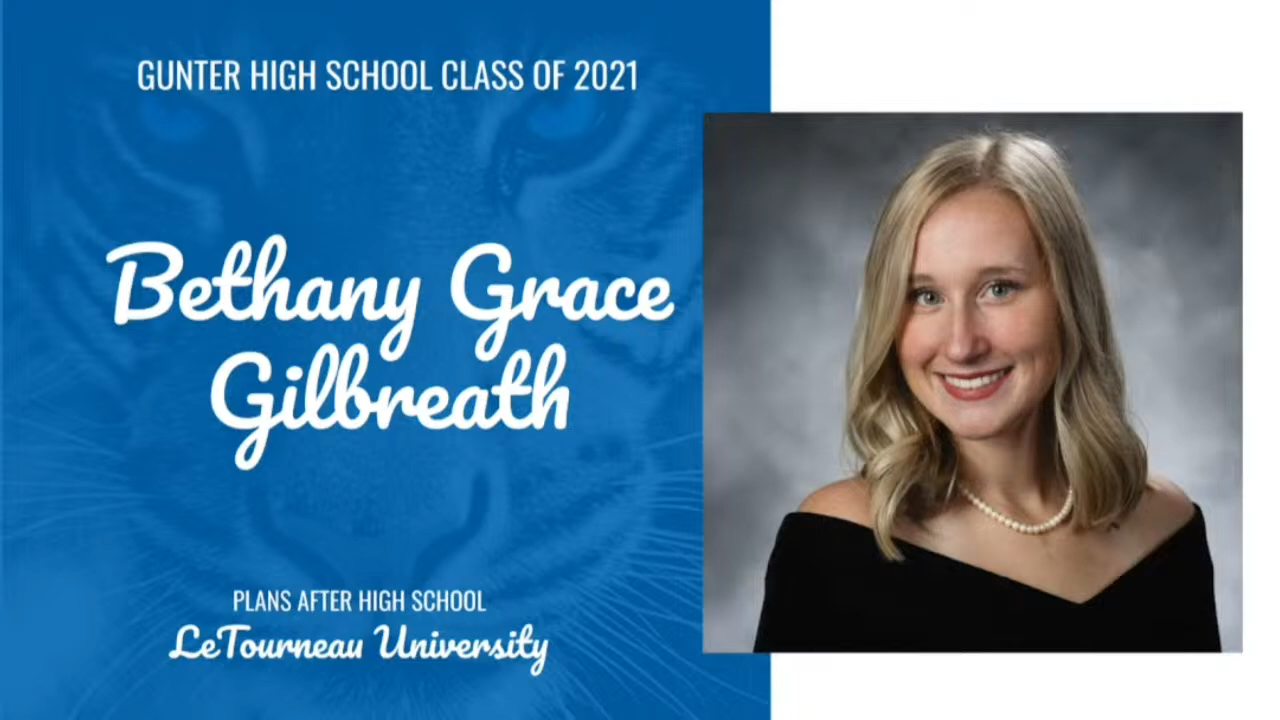 GUNTER HIGH SCHOOL CLASS OF 2021
Bethany Grace
Gilbreath
PLANS AFTER HIGH SCHOOL
LeTourneau University